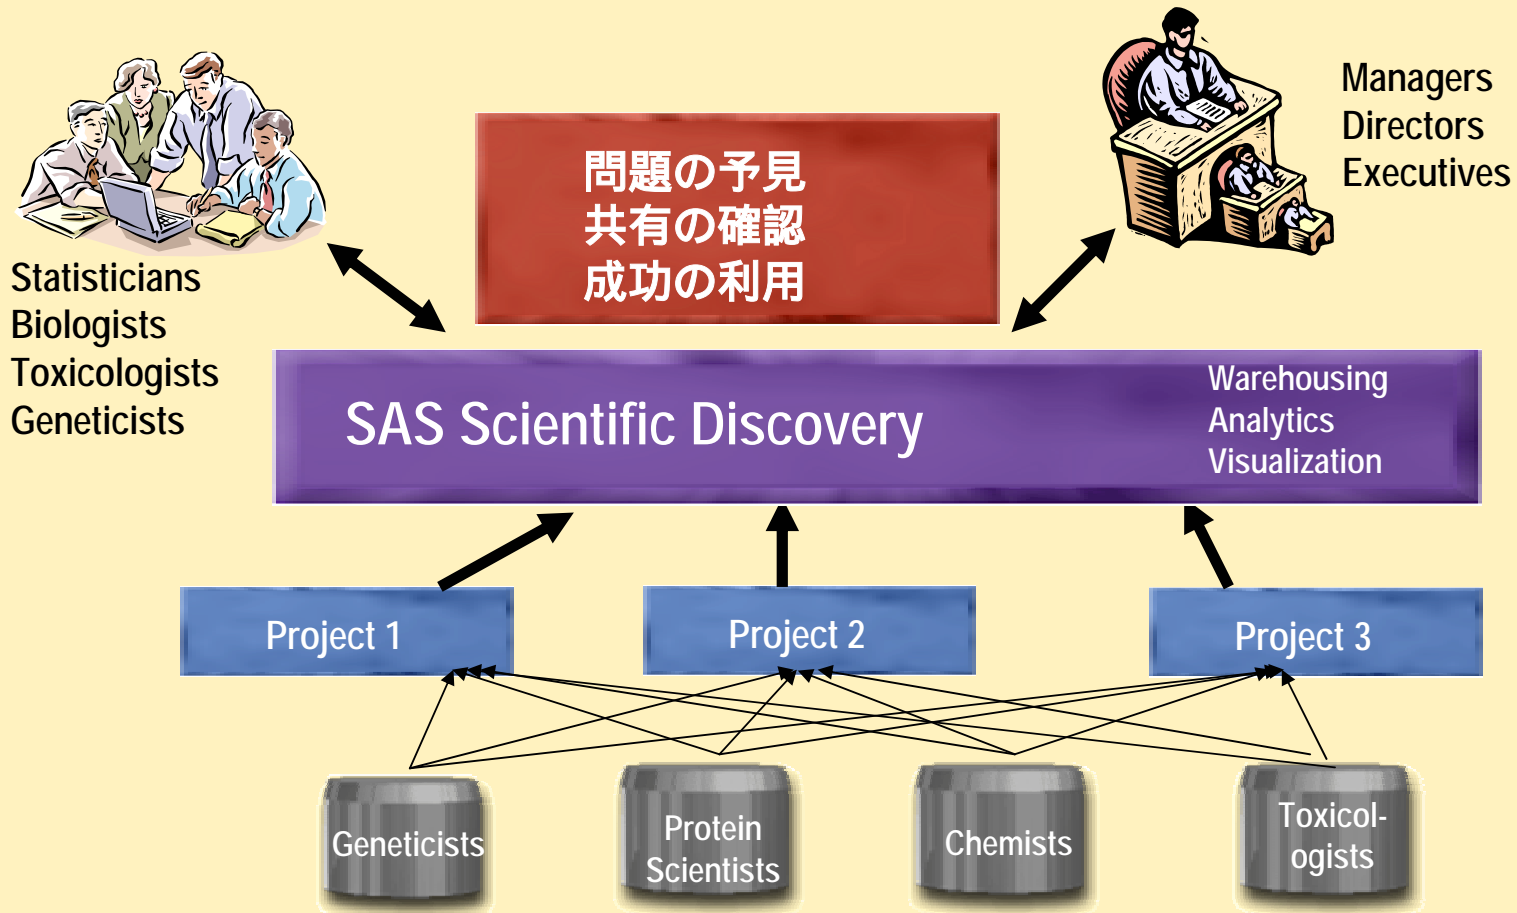 Managers
Directors
Executives
問題の予見
共有の確認
成功の利用
Statisticians
Biologists
Toxicologists
Geneticists
SAS Scientific Discovery
Warehousing
Analytics
Visualization
Project 1
Project 2
Project 3
Geneticists
Protein
Scientists
Chemists
Toxicol-
ogists